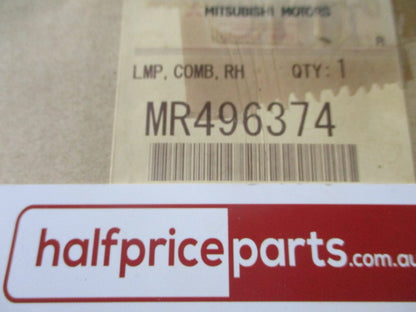 MITSUBISHI MOTORS
R
LMP, COMB, RH QTY: 1
MR496374
halfpriceparts.com.au